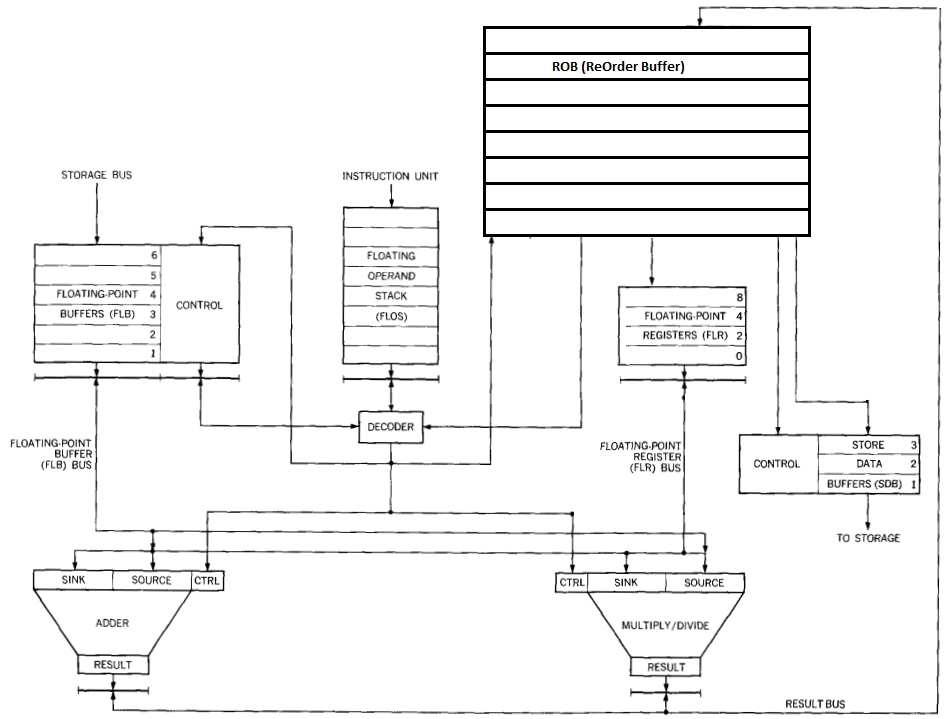 ROB (ReOrder Buffer)
STORAGE BUS
INSTRUCTION UNIT
6
5
FLOATING-POINT 4
BUFFERS (FLB) 3
2
1
CONTROL
FLOATING
OPERAND
STACK
(FLOS)
8
FLOATING-POINT 4
REGISTERS (FLR) 2
0
DECODER
FLOATING-POINT
BUFFER
(FLB) BUS
FLOATING-POINT
REGISTER
(FLR) BUS
CONTROL
STORE 3
DATA 2
BUFFERS (SDB) 1
TO STORAGE
SINK SOURCE CTRL
ADDER
RESULT
CTRL SINK SOURCE
MULTIPLY/DIVIDE
RESULT
RESULT BUS